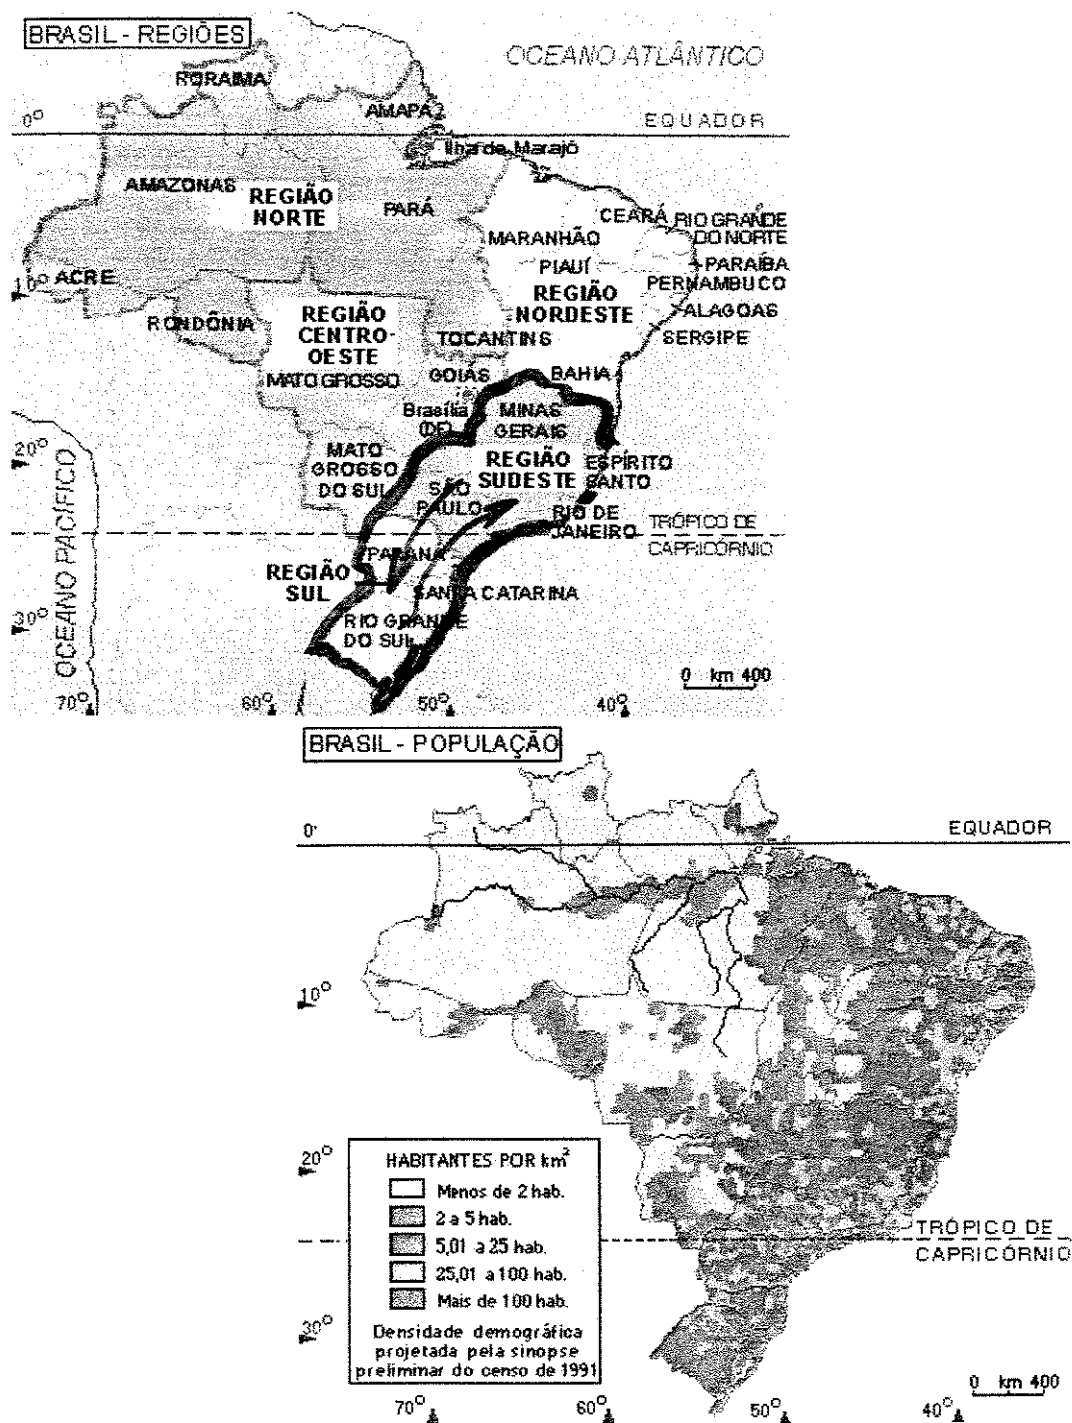 BRASIL - REGIÕES
OCEANO ATLÂNTICO
RORAIMA
AMAPÁ
0°
EQUADOR
Ilha de Marajó
AMAZONAS
REGIÃO
NORTE
PARÁ
CEARÁ
RIO GRANDE
DO NORTE
MARANHÃO
PIAUÍ
PARAÍBA
PERNAMBUCO
ACRE
10°
REGIÃO
NORDESTE
ALAGOAS
RONDÔNIA
REGIÃO
CENTRO-
OESTE
TOCANTINS
SERGIPE
MATO GROSSO
GOIÁS
BAHIA
Brasília
(DF)
MINAS
GERAIS
20°
MATO
GROSSO
DO SUL
REGIÃO
SUDESTE
ESPÍRITO
SANTO
SÃO
PAULO
RIO DE
JANEIRO
TRÓPICO DE
CAPRICÓRNIO
OCEANO PACÍFICO
PARANÁ
REGIÃO
SUL
SANTA CATARINA
RIO GRANDE
DO SUL
30°
0 km 400
70° 60° 50° 40°
BRASIL - POPULAÇÃO
0°
EQUADOR
10°
20°
HABITANTES POR km²
Menos de 2 hab.
2 a 5 hab.
5,01 a 25 hab.
25,01 a 100 hab.
Mais de 100 hab.
Densidade demográfica
projetada pela sinopse
preliminar do censo de 1991
TRÓPICO DE
CAPRICÓRNIO
30°
0 km 400
70° 60° 50° 40°